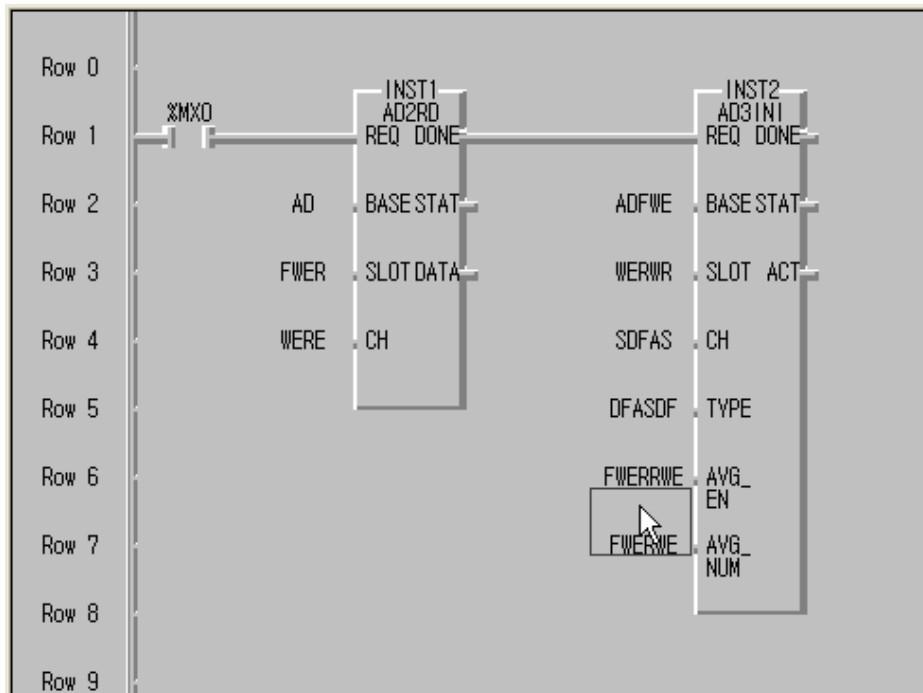 Row 0
INST1 INST2
%MX0 AD2RD AD3INI
Row 1 REQ DONE REQ DONE
Row 2 AD BASE STAT ADFWE BASE STAT
Row 3 FWER SLOT DATA WERWR SLOT ACT
Row 4 WERE CH SDFAS CH
Row 5 DFASDF TYPE
Row 6 FWERRWE AVG_
EN
Row 7 FWERWE AVG_
NUM
Row 8
Row 9